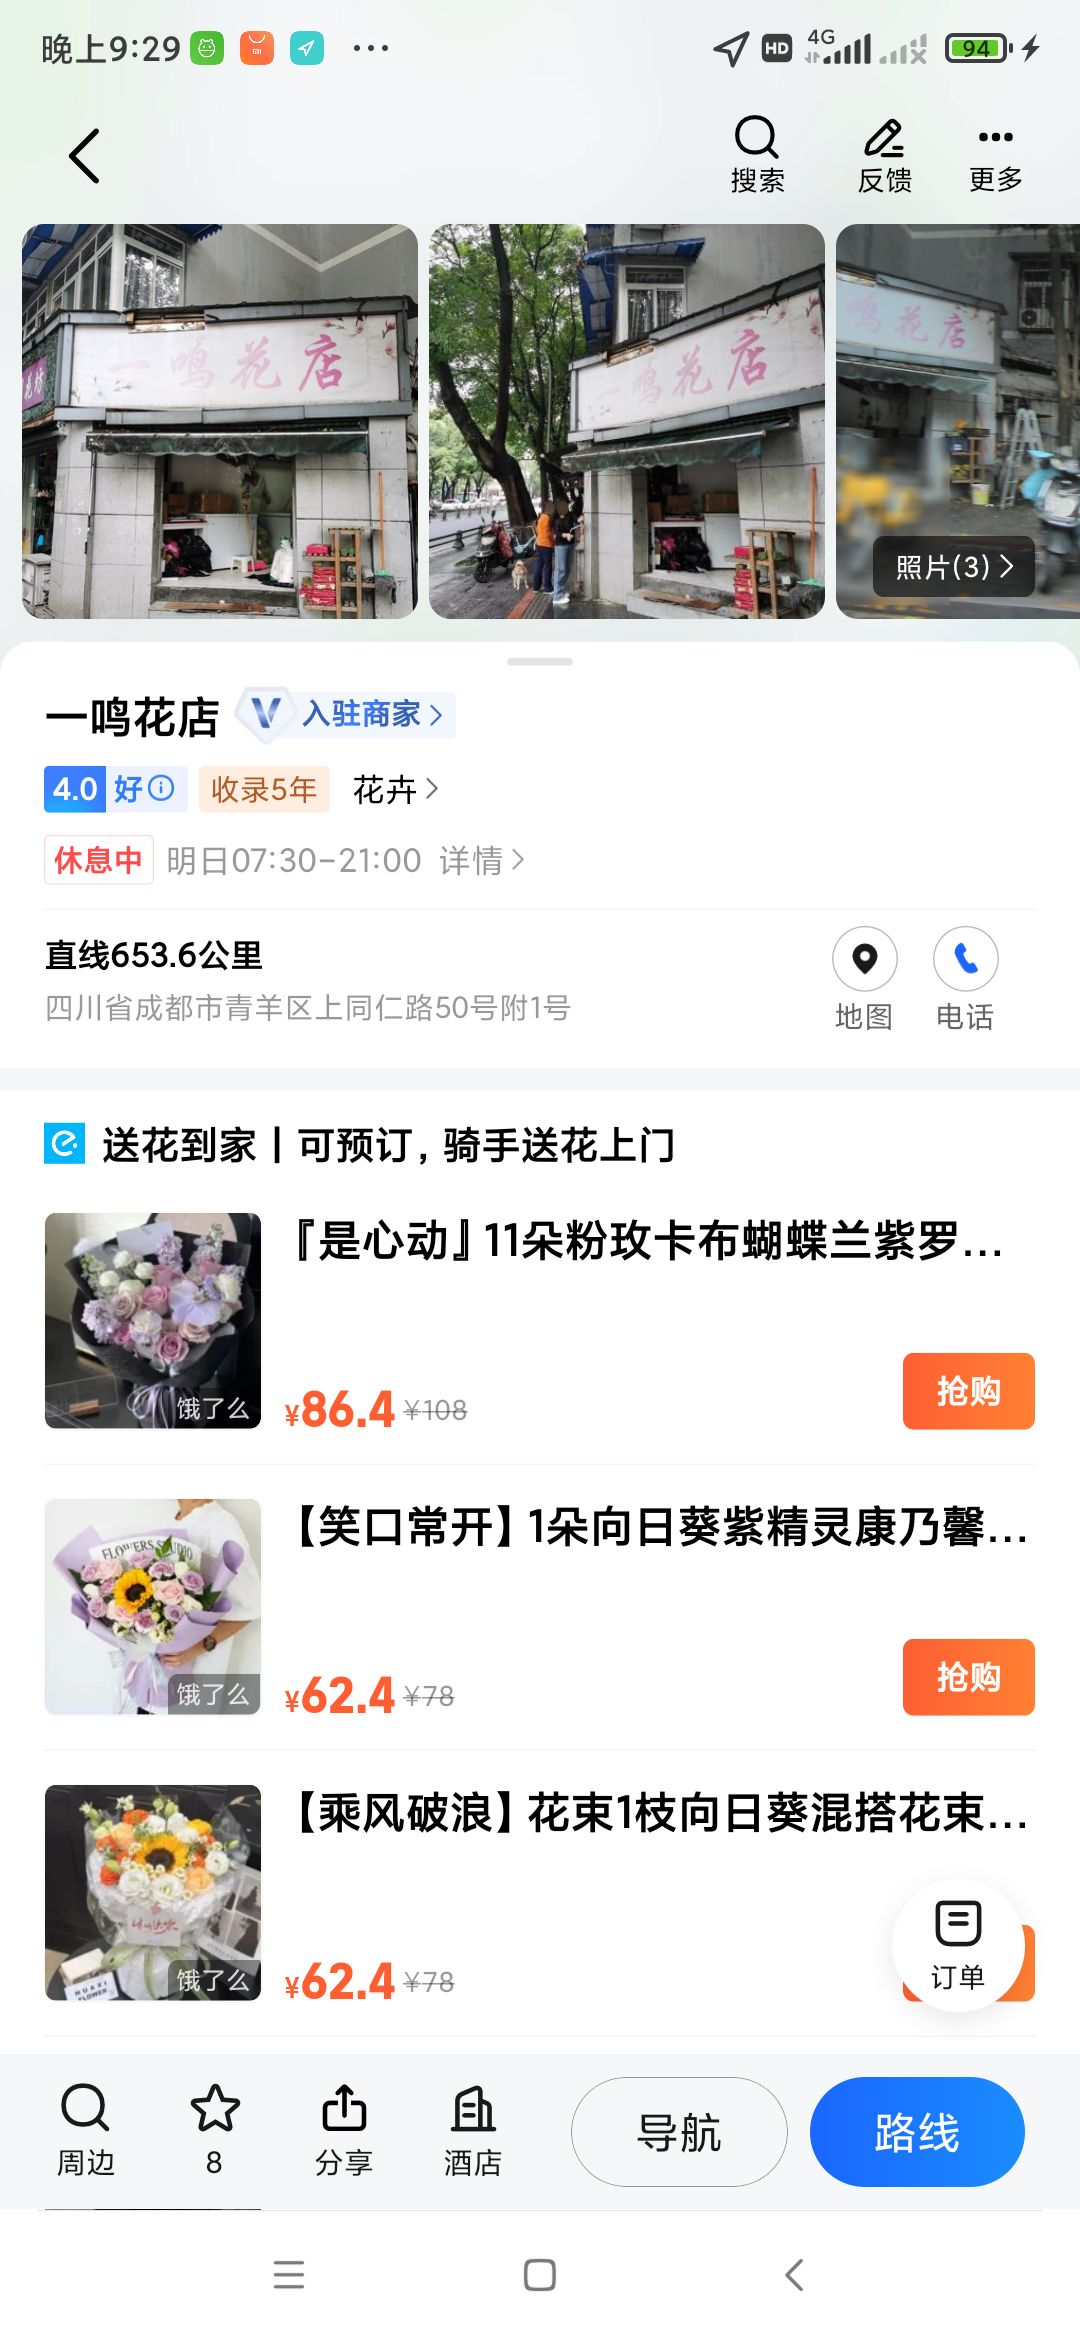 晚上9:29
HD
4G
94
搜索
反馈
更多
一鸣花店
一鸣花店
鸣花店
照片(3)
一鸣花店
V 入驻商家
4.0 好
收录5年
花卉
休息中
明日07:30-21:00 详情
直线653.6公里
四川省成都市青羊区上同仁路50号附1号
地图
电话
送花到家 | 可预订，骑手送花上门
『是心动』11朵粉玫卡布蝴蝶兰紫罗...
饿了么
¥86.4 ¥108
抢购
【笑口常开】1朵向日葵紫精灵康乃馨...
FLOWERS STUDIO
饿了么
¥62.4 ¥78
抢购
【乘风破浪】花束1枝向日葵混搭花束...
HUAXI
FLOWER
饿了么
¥62.4 ¥78
订单
周边
8
分享
酒店
导航
路线